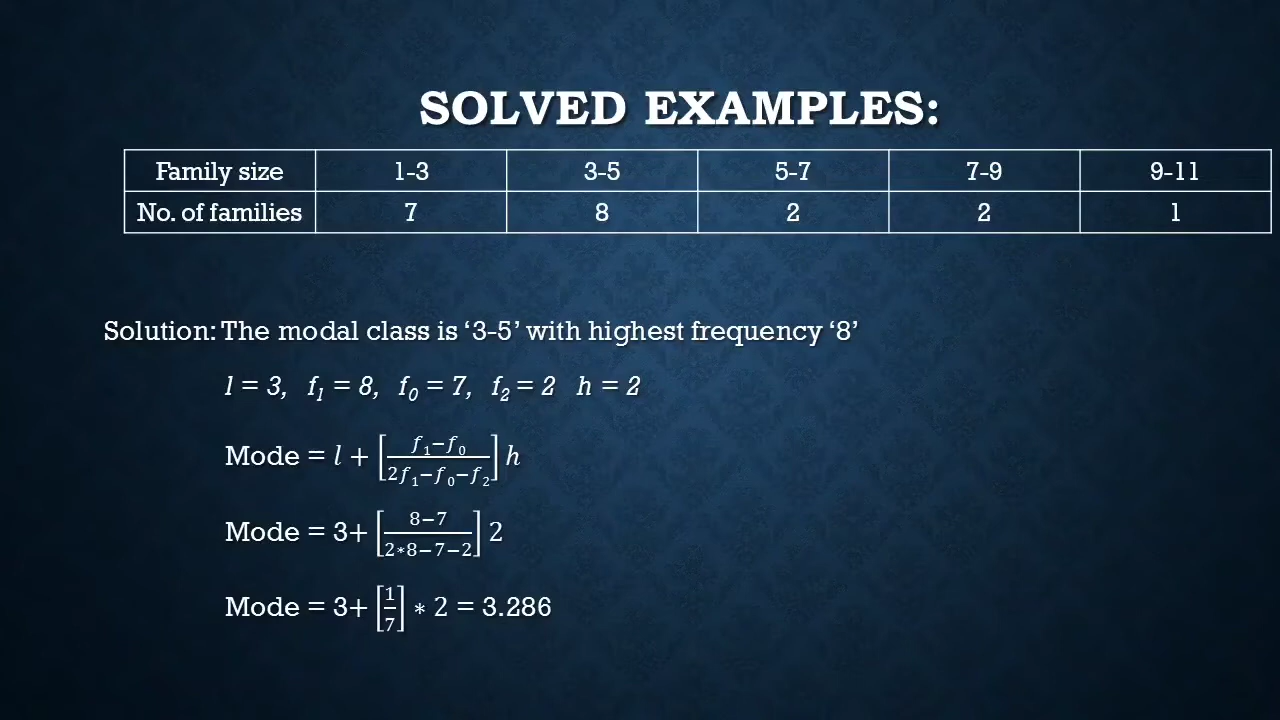 SOLVED EXAMPLES:
Family size 1-3 3-5 5-7 7-9 9-11
No. of families 7 8 2 2 1
Solution: The modal class is ‘3-5’ with highest frequency ‘8’
l = 3, f₁ = 8, f₀ = 7, f₂ = 2 h = 2
Mode = l + [(f₁−f₀)/(2f₁−f₀−f₂)] h
Mode = 3+ [(8−7)/(2*8−7−2)] 2
Mode = 3+ [1/7] * 2 = 3.286